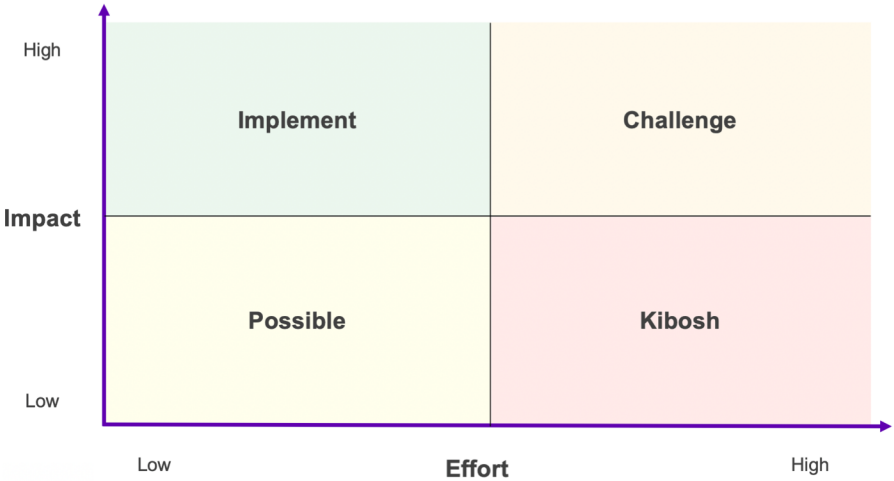 High
Implement
Challenge
Impact
Possible
Kibosh
Low
Low
Effort
High